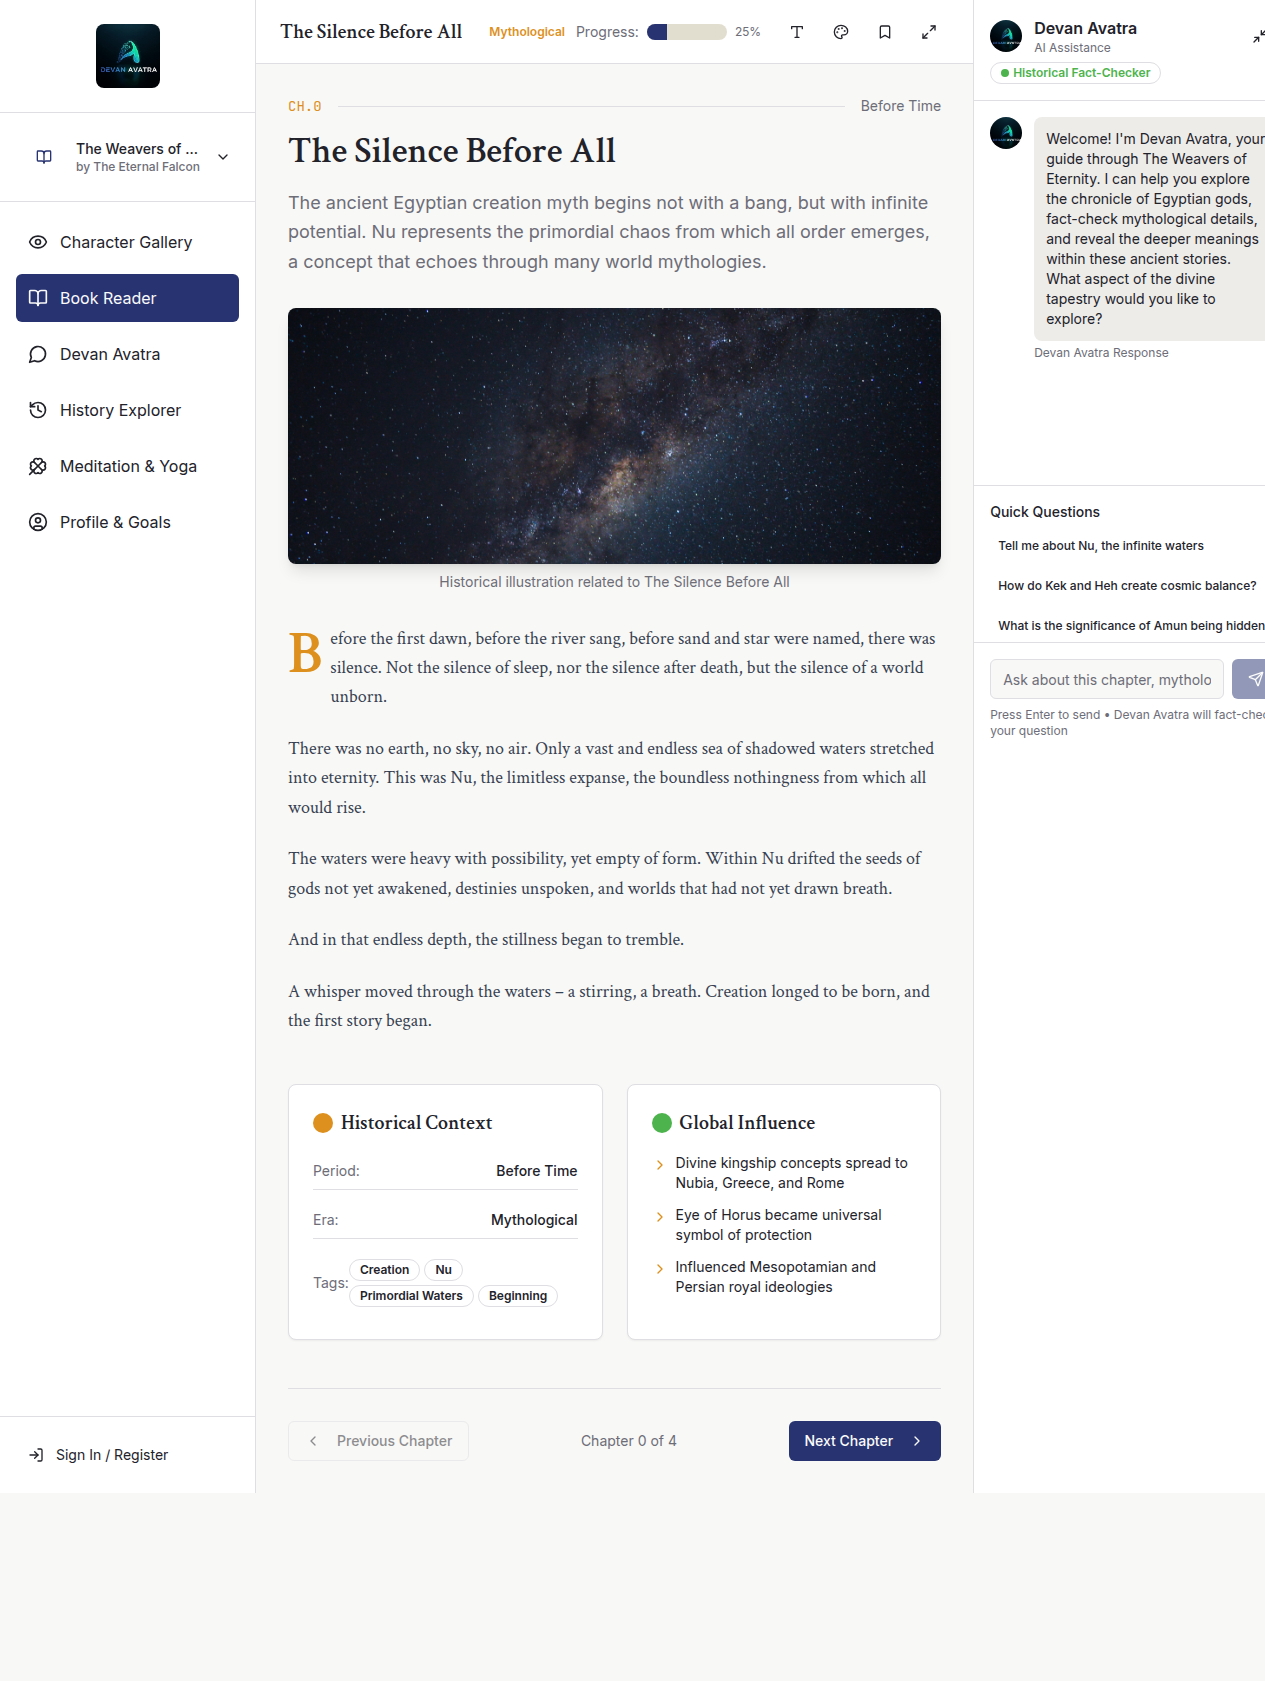 DEVAN AVATRA
The Weavers of ...
by The Eternal Falcon
Character Gallery
Book Reader
Devan Avatra
History Explorer
Meditation & Yoga
Profile & Goals
Sign In / Register
The Silence Before All
Mythological
Progress:
25%
CH.0
Before Time
The Silence Before All
The ancient Egyptian creation myth begins not with a bang, but with infinite
potential. Nu represents the primordial chaos from which all order emerges,
a concept that echoes through many world mythologies.
Historical illustration related to The Silence Before All
Before the first dawn, before the river sang, before sand and star were named, there was
silence. Not the silence of sleep, nor the silence after death, but the silence of a world
unborn.
There was no earth, no sky, no air. Only a vast and endless sea of shadowed waters stretched
into eternity. This was Nu, the limitless expanse, the boundless nothingness from which all
would rise.
The waters were heavy with possibility, yet empty of form. Within Nu drifted the seeds of
gods not yet awakened, destinies unspoken, and worlds that had not yet drawn breath.
And in that endless depth, the stillness began to tremble.
A whisper moved through the waters – a stirring, a breath. Creation longed to be born, and
the first story began.
Historical Context
Period:
Before Time
Era:
Mythological
Tags:
Creation
Nu
Primordial Waters
Beginning
Global Influence
Divine kingship concepts spread to
Nubia, Greece, and Rome
Eye of Horus became universal
symbol of protection
Influenced Mesopotamian and
Persian royal ideologies
Previous Chapter
Chapter 0 of 4
Next Chapter
Devan Avatra
AI Assistance
Historical Fact-Checker
Welcome! I'm Devan Avatra, your
guide through The Weavers of
Eternity. I can help you explore
the chronicle of Egyptian gods,
fact-check mythological details,
and reveal the deeper meanings
within these ancient stories.
What aspect of the divine
tapestry would you like to
explore?
Devan Avatra Response
Quick Questions
Tell me about Nu, the infinite waters
How do Kek and Heh create cosmic balance?
What is the significance of Amun being hidden
Ask about this chapter, mytholo
Press Enter to send • Devan Avatra will fact-chec
your question